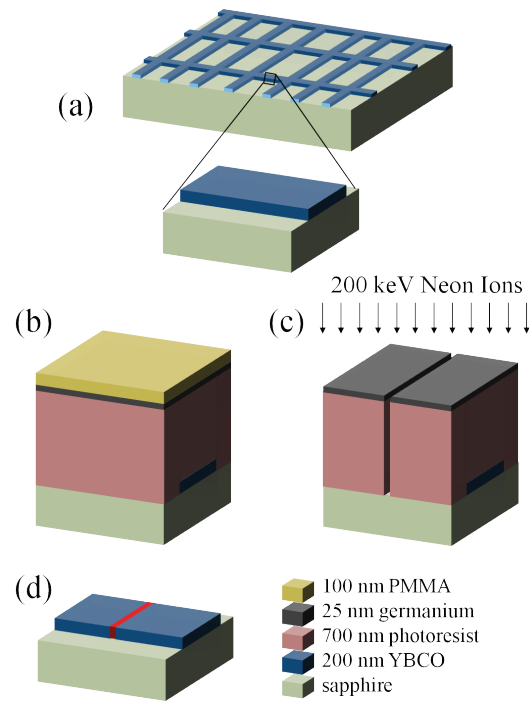 (a)
200 keV Neon Ions
(b)
(c)
(d)
100 nm PMMA
25 nm germanium
700 nm photoresist
200 nm YBCO
sapphire